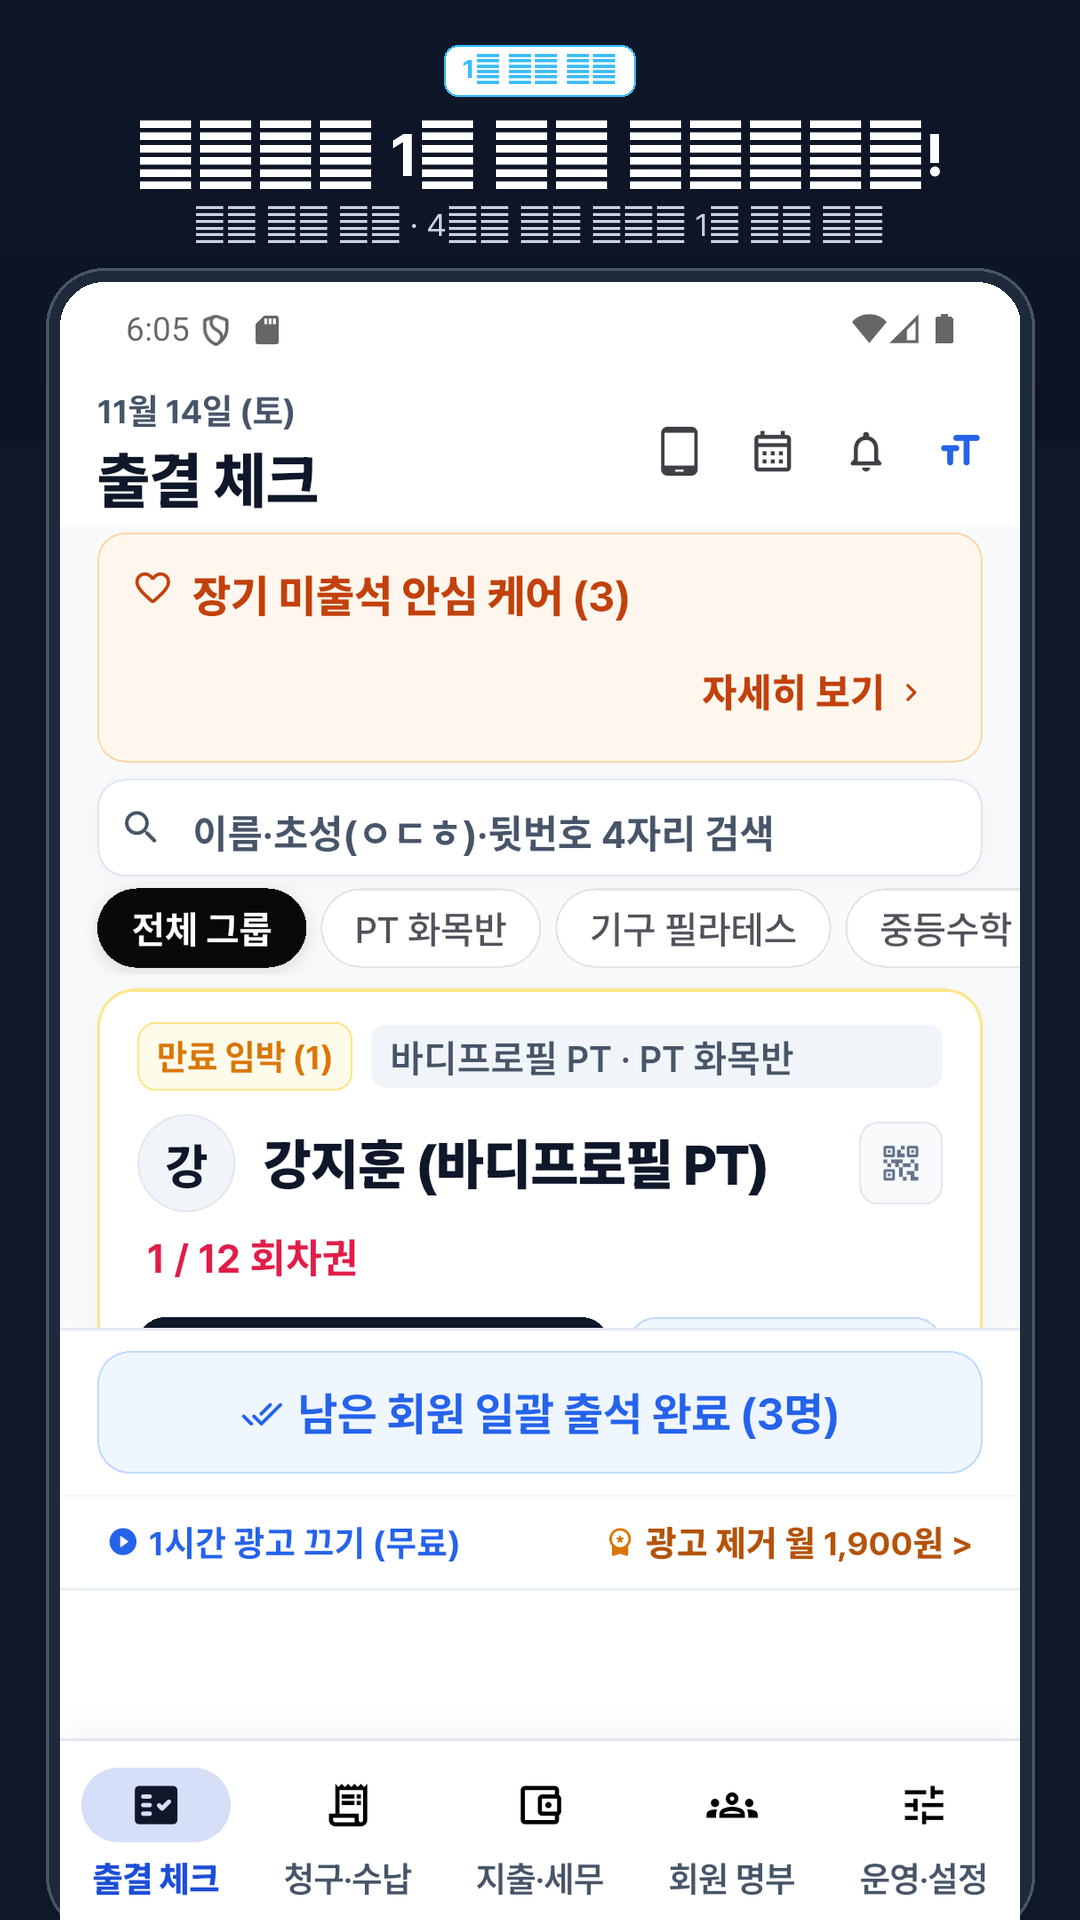 6:05
11월 14일 (토)
출결 체크
장기 미출석 안심 케어 (3)
자세히 보기 >
이름·초성(ㅇㄷㅎ)·뒷번호 4자리 검색
전체 그룹
PT 화목반
기구 필라테스
중등수학
만료 임박 (1)
바디프로필 PT · PT 화목반
강
강지훈 (바디프로필 PT)
1 / 12 회차권
남은 회원 일괄 출석 완료 (3명)
1시간 광고 끄기 (무료)
광고 제거 월 1,900원 >
출결 체크
청구·수납
지출·세무
회원 명부
운영·설정